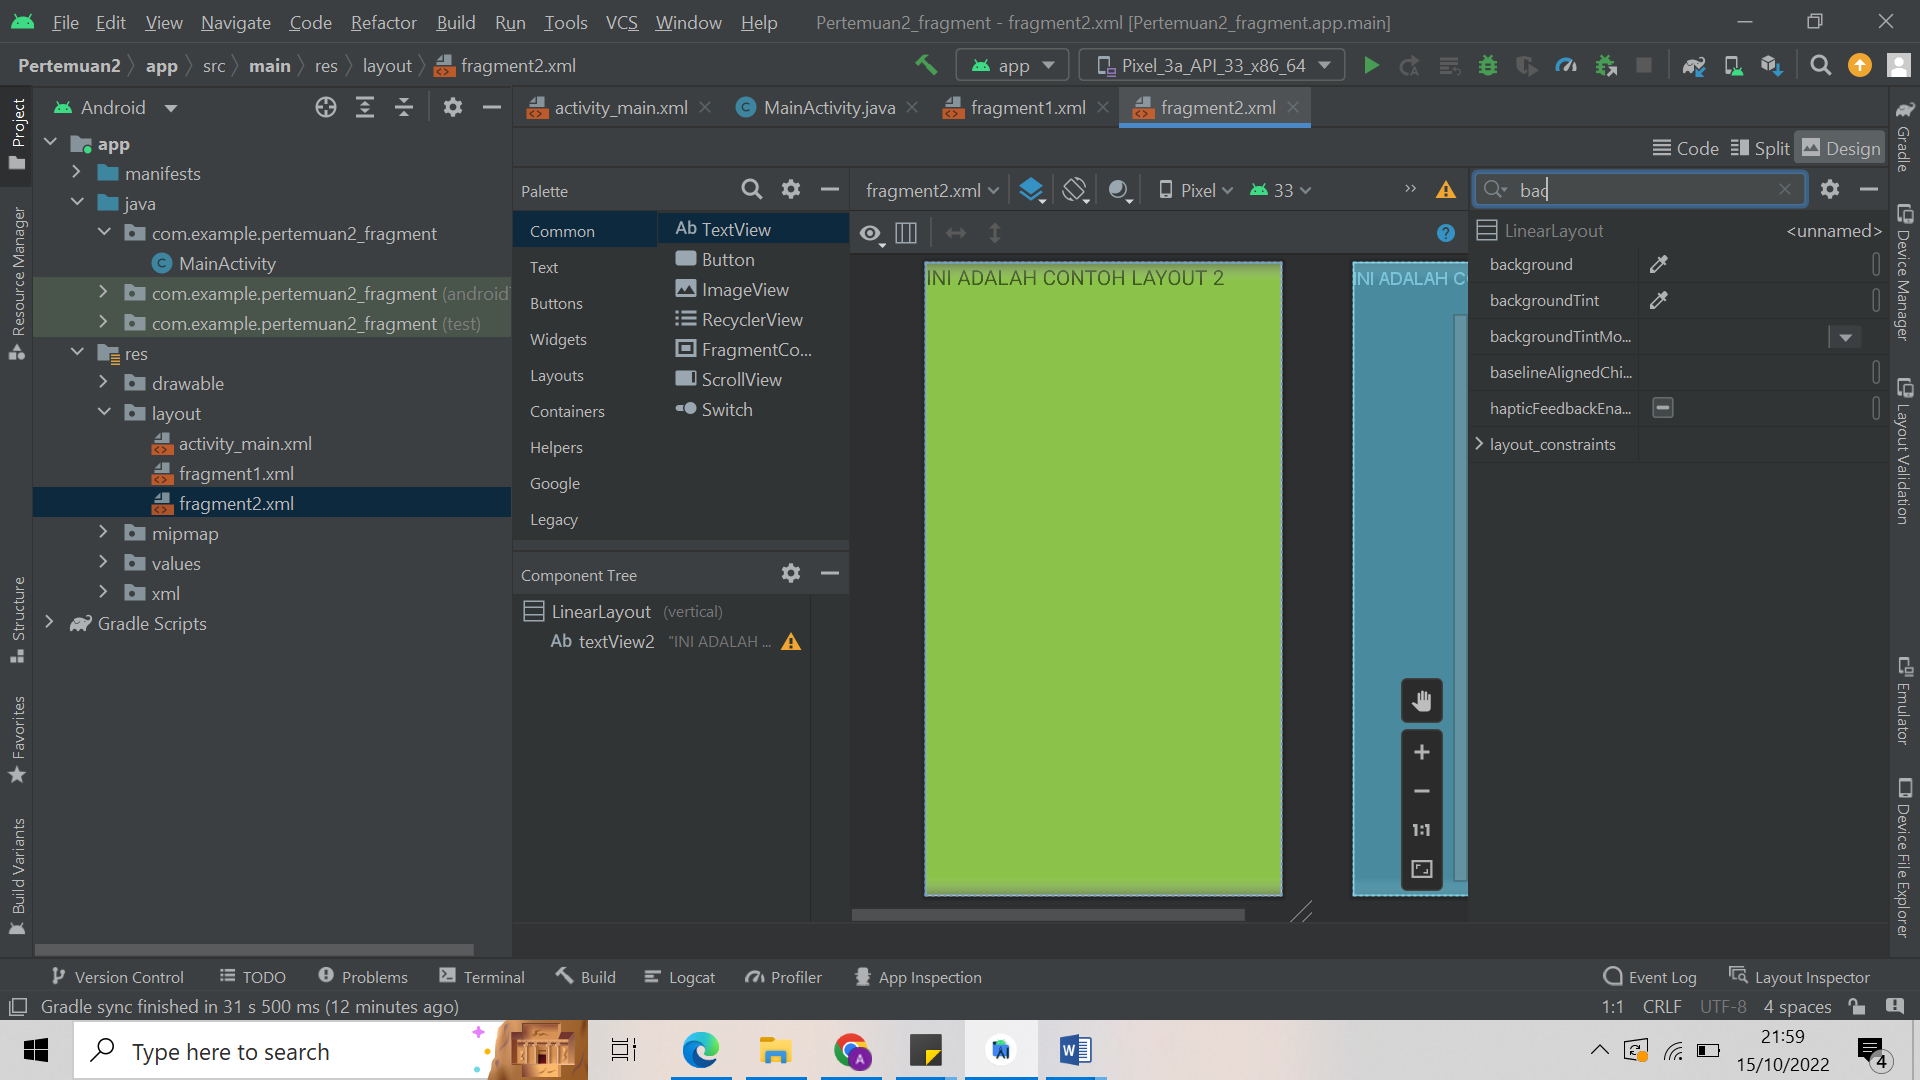 File Edit View Navigate Code Refactor Build Run Tools VCS Window Help Pertemuan2_fragment - fragment2.xml [Pertemuan2_fragment.app.main]
Pertemuan2 app src main res layout fragment2.xml app Pixel_3a_API_33_x86_64
Project
Resource Manager
Structure
Favorites
Build Variants
Android
app
manifests
java
com.example.pertemuan2_fragment
MainActivity
com.example.pertemuan2_fragment (android
com.example.pertemuan2_fragment (test)
res
drawable
layout
activity_main.xml
fragment1.xml
fragment2.xml
mipmap
values
xml
Gradle Scripts
activity_main.xml MainActivity.java fragment1.xml fragment2.xml
Code Split Design
Palette
Common
Text
Buttons
Widgets
Layouts
Containers
Helpers
Google
Legacy
Ab TextView
Button
ImageView
RecyclerView
FragmentCo...
ScrollView
Switch
Component Tree
LinearLayout (vertical)
Ab textView2 "INI ADALAH ...
fragment2.xml Pixel 33 »
INI ADALAH CONTOH LAYOUT 2
INI ADALAH C
1:1
bac
LinearLayout <unnamed>
background
backgroundTint
backgroundTintMo...
baselineAlignedChi...
hapticFeedbackEna...
layout_constraints
Gradle
Device Manager
Layout Validation
Emulator
Device File Explorer
Version Control TODO Problems Terminal Build Logcat Profiler App Inspection Event Log Layout Inspector
Gradle sync finished in 31 s 500 ms (12 minutes ago) 1:1 CRLF UTF-8 4 spaces
Type here to search
21:59
15/10/2022
4